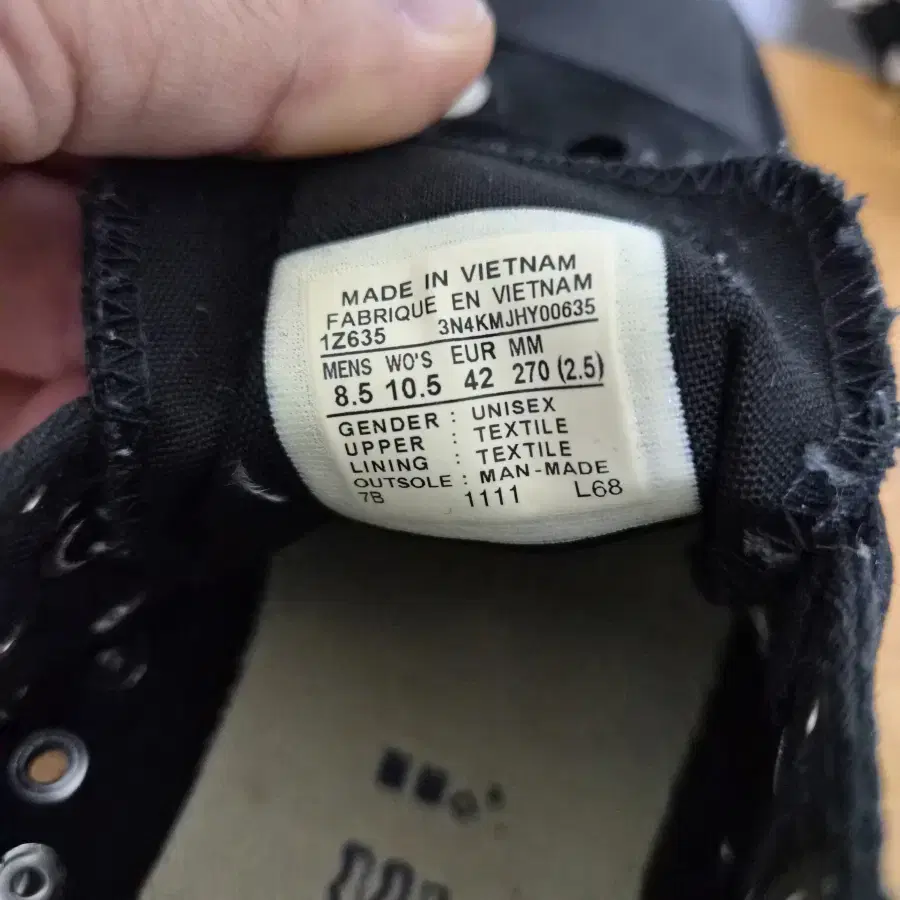 MADE IN VIETNAM
FABRIQUE EN VIETNAM
1Z635 3N4KMJHY00635
MENS WO'S EUR MM
8.5 10.5 42 270 (2.5)
GENDER : UNISEX
UPPER : TEXTILE
LINING : TEXTILE
OUTSOLE : MAN-MADE
7B 1111 L68